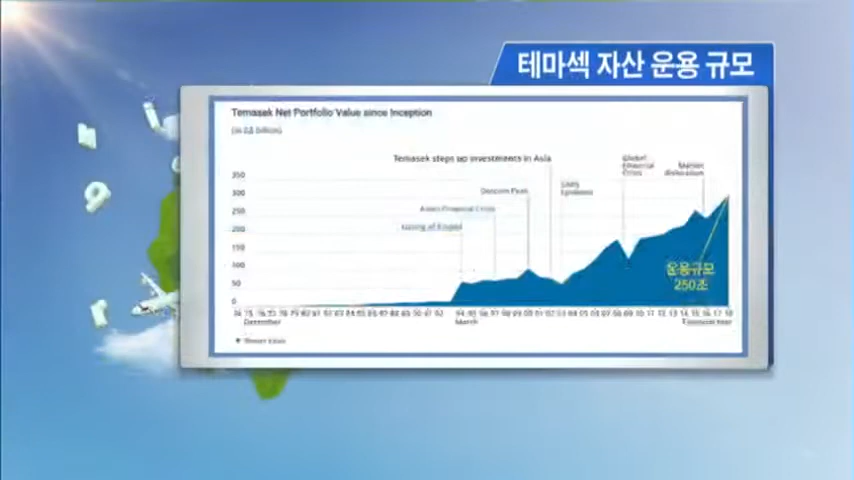 테마섹 자산 운용 규모
Temasek Net Portfolio Value since Inception
(in S$ billion)
Temasek steps up investments in Asia
Global
Financial
Crisis
Market
dislocation
SARS
Epidemic
Dotcom Peak
Asian Financial Crisis
Listing of Singtel
350
300
250
200
150
100
50
0
운용규모
250조
December
March
Financial Year
Market Value